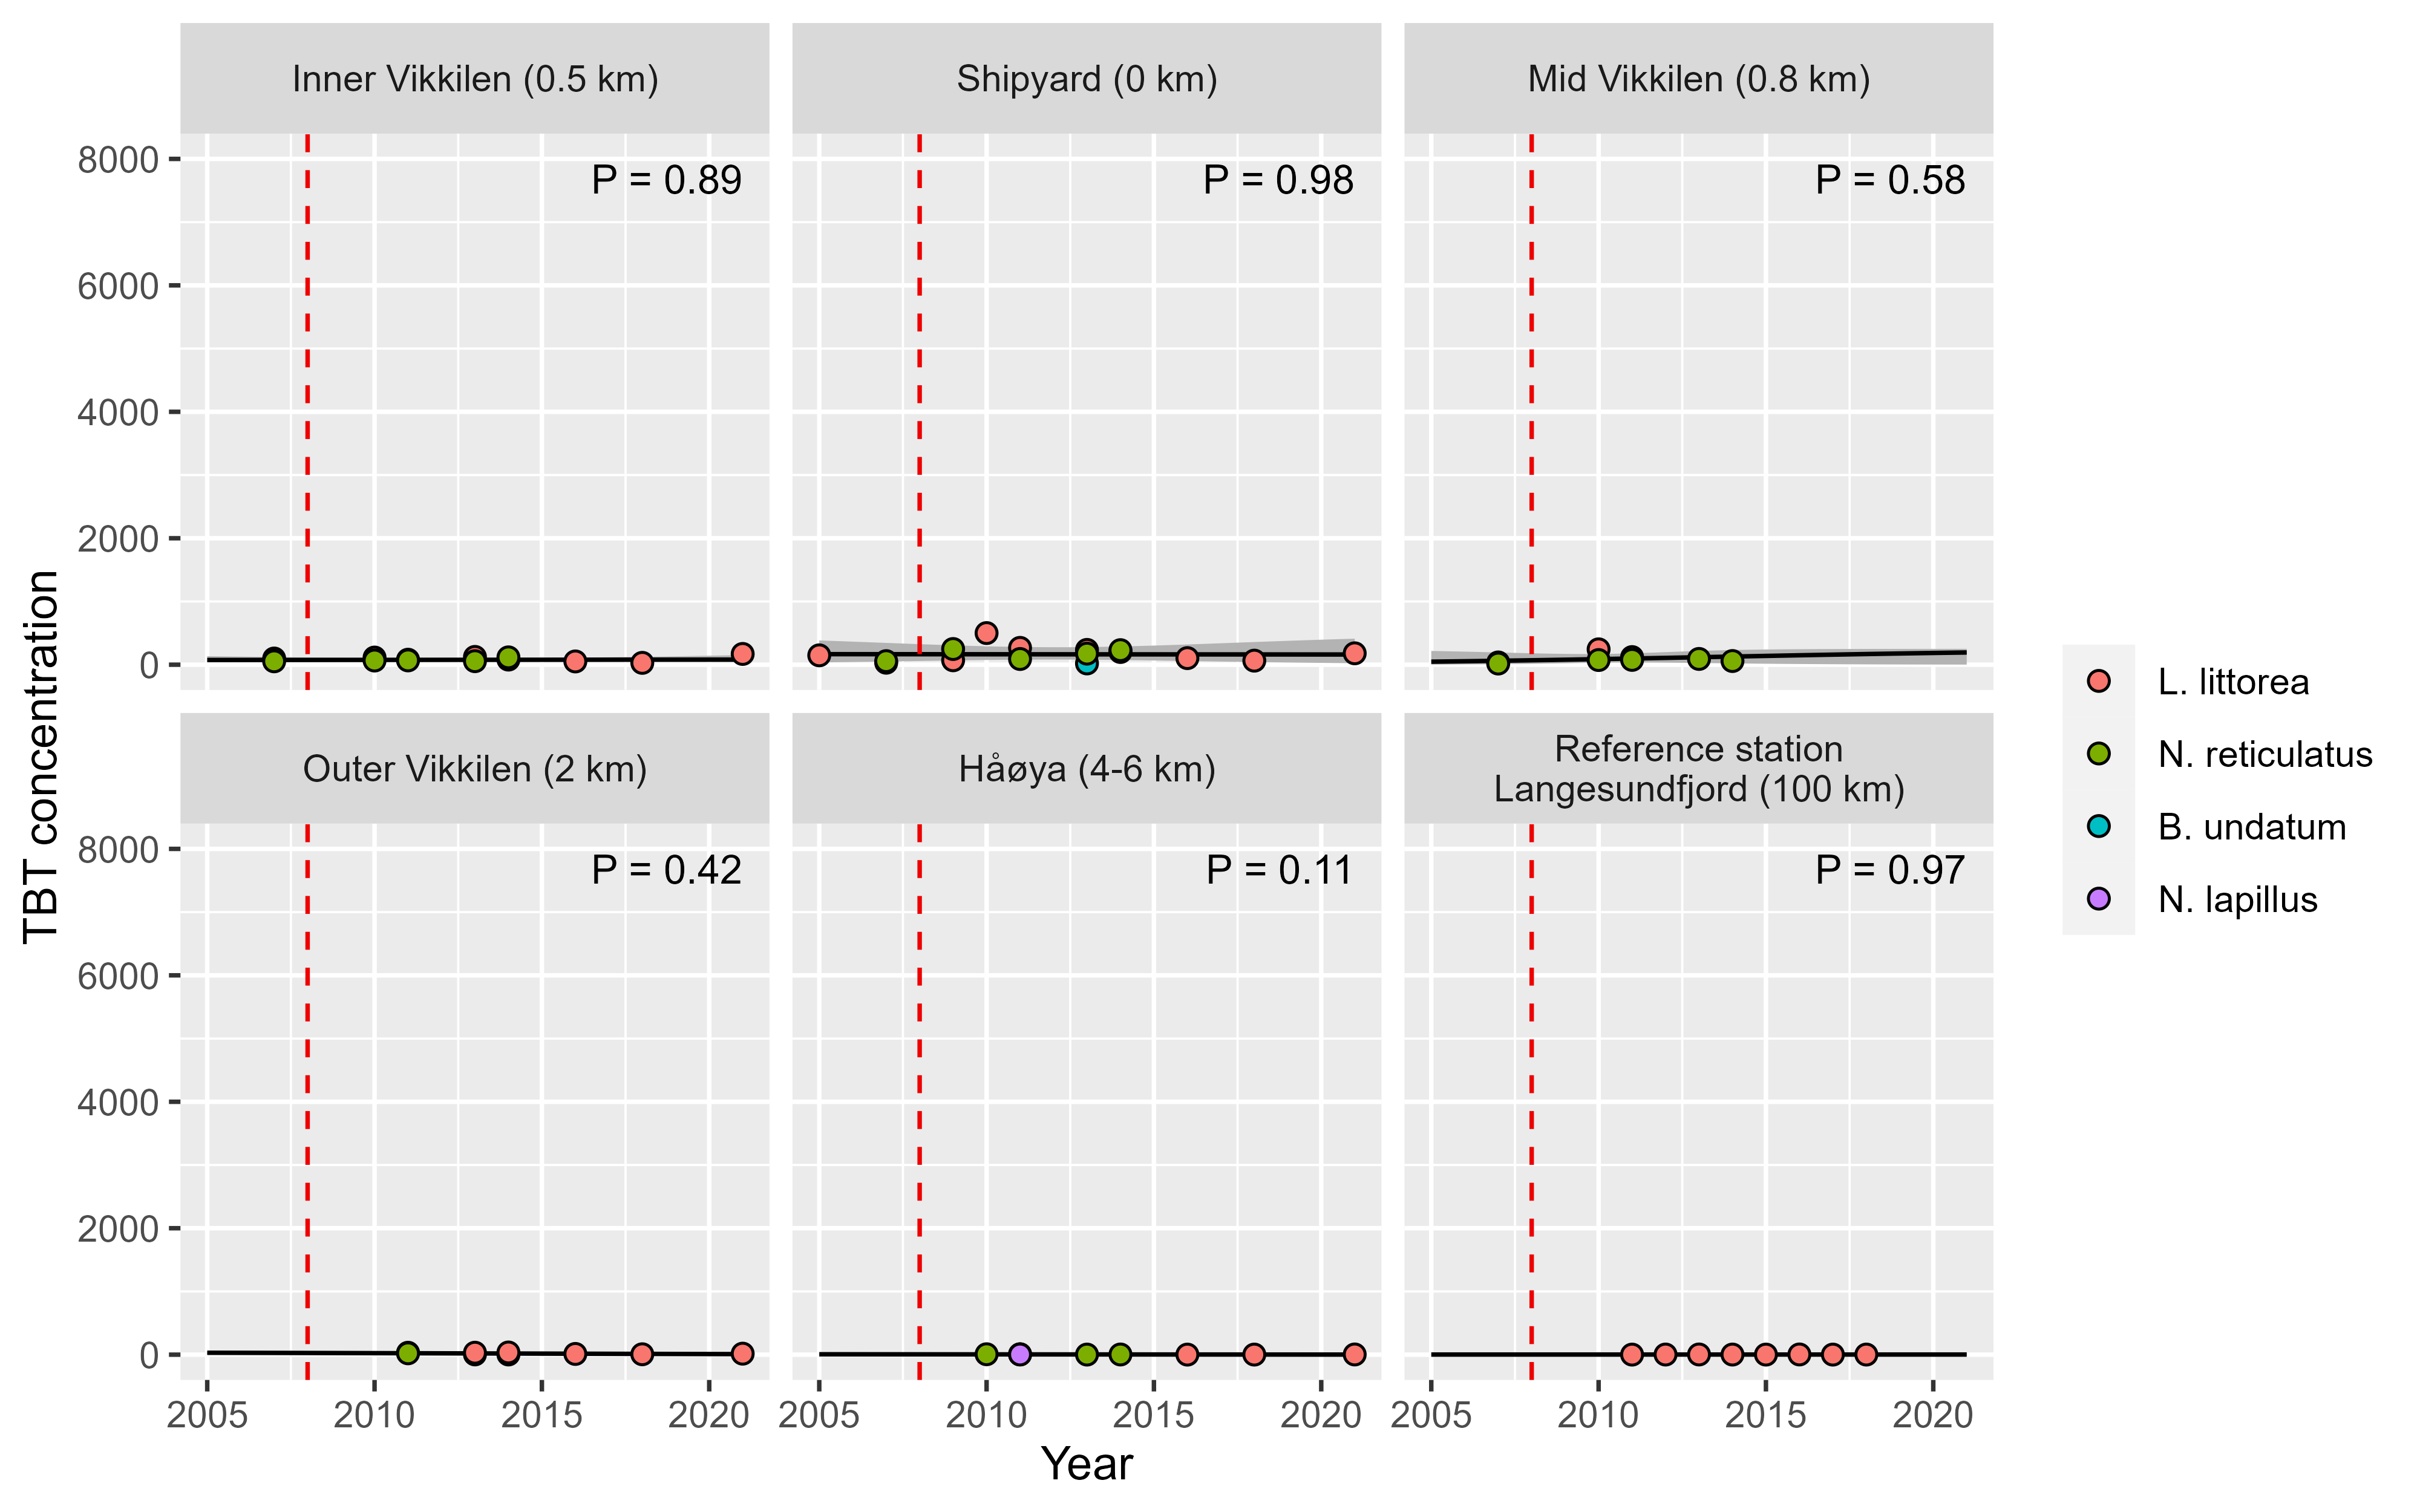 Inner Vikkilen (0.5 km)
Shipyard (0 km)
Mid Vikkilen (0.8 km)
8000
6000
4000
2000
0
P = 0.89
P = 0.98
P = 0.58
Outer Vikkilen (2 km)
Håøya (4-6 km)
Reference station
Langesundfjord (100 km)
8000
6000
4000
2000
0
P = 0.42
P = 0.11
P = 0.97
2005 2010 2015 2020
2005 2010 2015 2020
2005 2010 2015 2020
Year
TBT concentration
L. littorea
N. reticulatus
B. undatum
N. lapillus